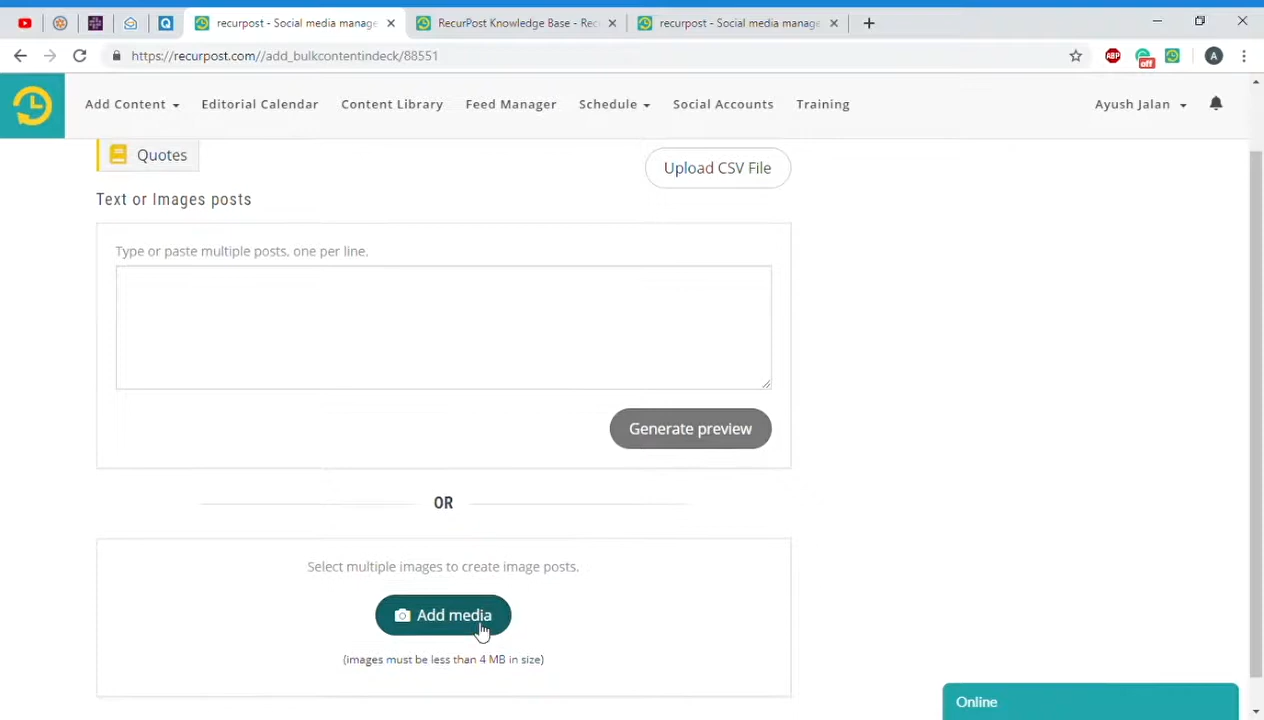 recurpost - Social media manage
RecurPost Knowledge Base - Rec
recurpost - Social media manage
https://recurpost.com//add_bulkcontentindeck/88551
ABP
off
A
Add Content
Editorial Calendar
Content Library
Feed Manager
Schedule
Social Accounts
Training
Ayush Jalan
Quotes
Upload CSV File
Text or Images posts
Type or paste multiple posts, one per line.
Generate preview
OR
Select multiple images to create image posts.
Add media
(images must be less than 4 MB in size)
Online